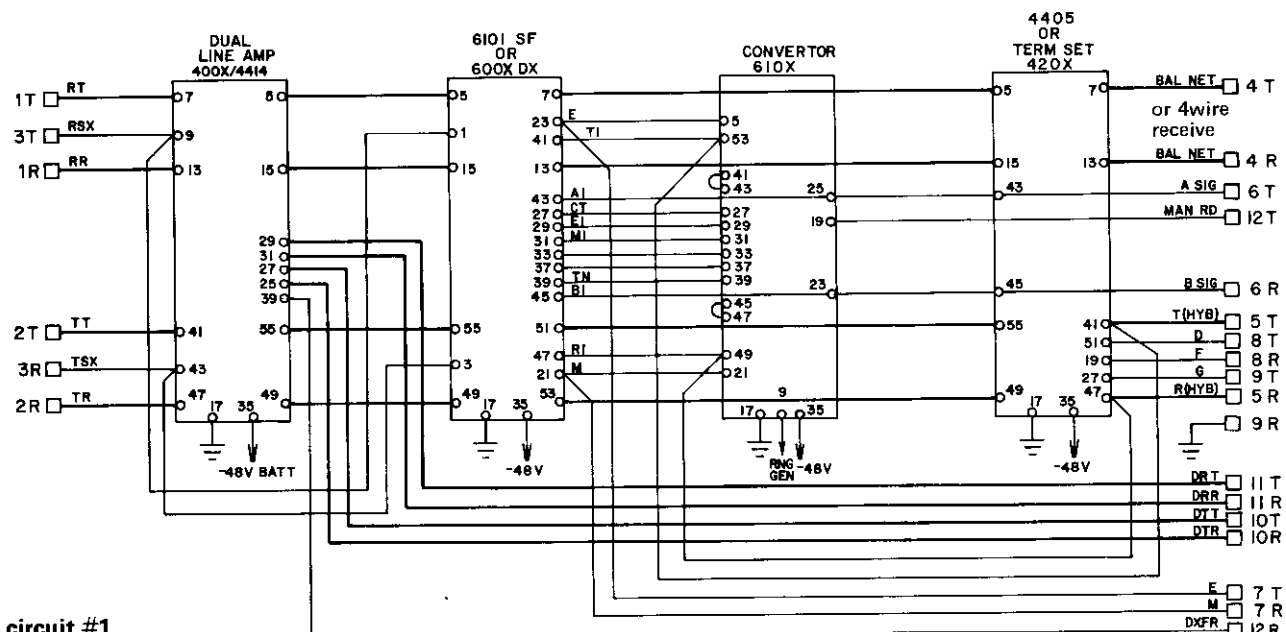 DUAL
LINE AMP
400X/4414
6101 SF
OR
600X DX
CONVERTOR
610X
4405
OR
TERM SET
420X
1T RT 7 8 5 7 5 7 BAL NET 4 T
3T RSX 9 1 23 E 5 or 4wire
41 T1 53 receive
1R RR 13 15 15 13 15 13 BAL NET 4 R
41
43
43 A1 25 43 A SIG 6 T
27 CT 27 19 MAN RD 12T
29 E1 29
31 M1 31
33 33
37 37
39 TN 39
45 B1 23 45 B SIG 6 R
45
47
29
31
27
25
39
2T TT 41 55 55 51 55 41 T(HYB) 5 T
51 D 8 T
3R TSX 43 3 47 R1 49 19 F 8 R
21 M 21 27 G 9 T
2R TR 47 49 49 53 49 47 R(HYB) 5 R
17 35 17 35 17 9 35 17 35
9 R
-48V BATT -48V RNG
GEN -48V -48V
DRT 11 T
DRR 11 R
DTT 10T
DTR 10R
E 7 T
M 7 R
DXFR 12 R
circuit #1